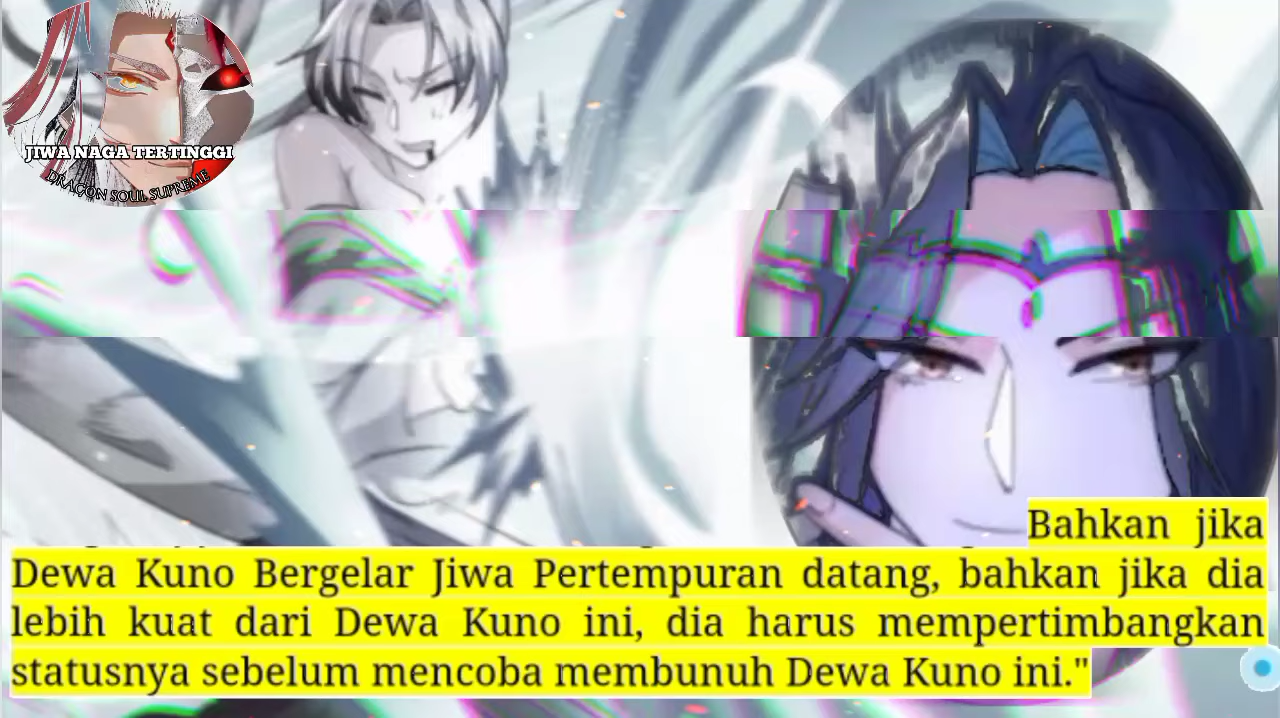 JIWA NAGA TERTINGGI
DRAGON SOUL SUPREME
Bahkan jika
Dewa Kuno Bergelar Jiwa Pertempuran datang, bahkan jika dia
lebih kuat dari Dewa Kuno ini, dia harus mempertimbangkan
statusnya sebelum mencoba membunuh Dewa Kuno ini."